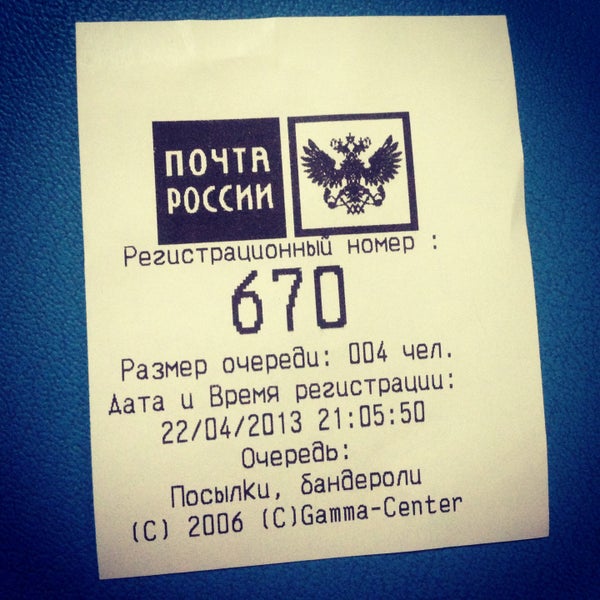 ПОЧТА
РОССИИ
Регистрационный номер :
670
Размер очереди: 004 чел.
Дата и Время регистрации:
22/04/2013 21:05:50
Очередь:
Посылки, бандероли
(C) 2006 (C)Gamma-Center